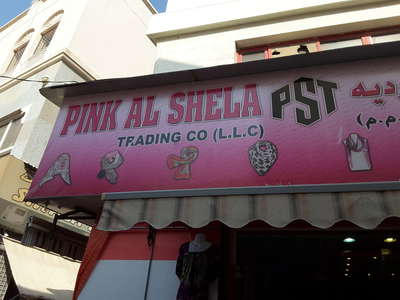 PINK AL SHELA PST
TRADING CO (L.L.C)